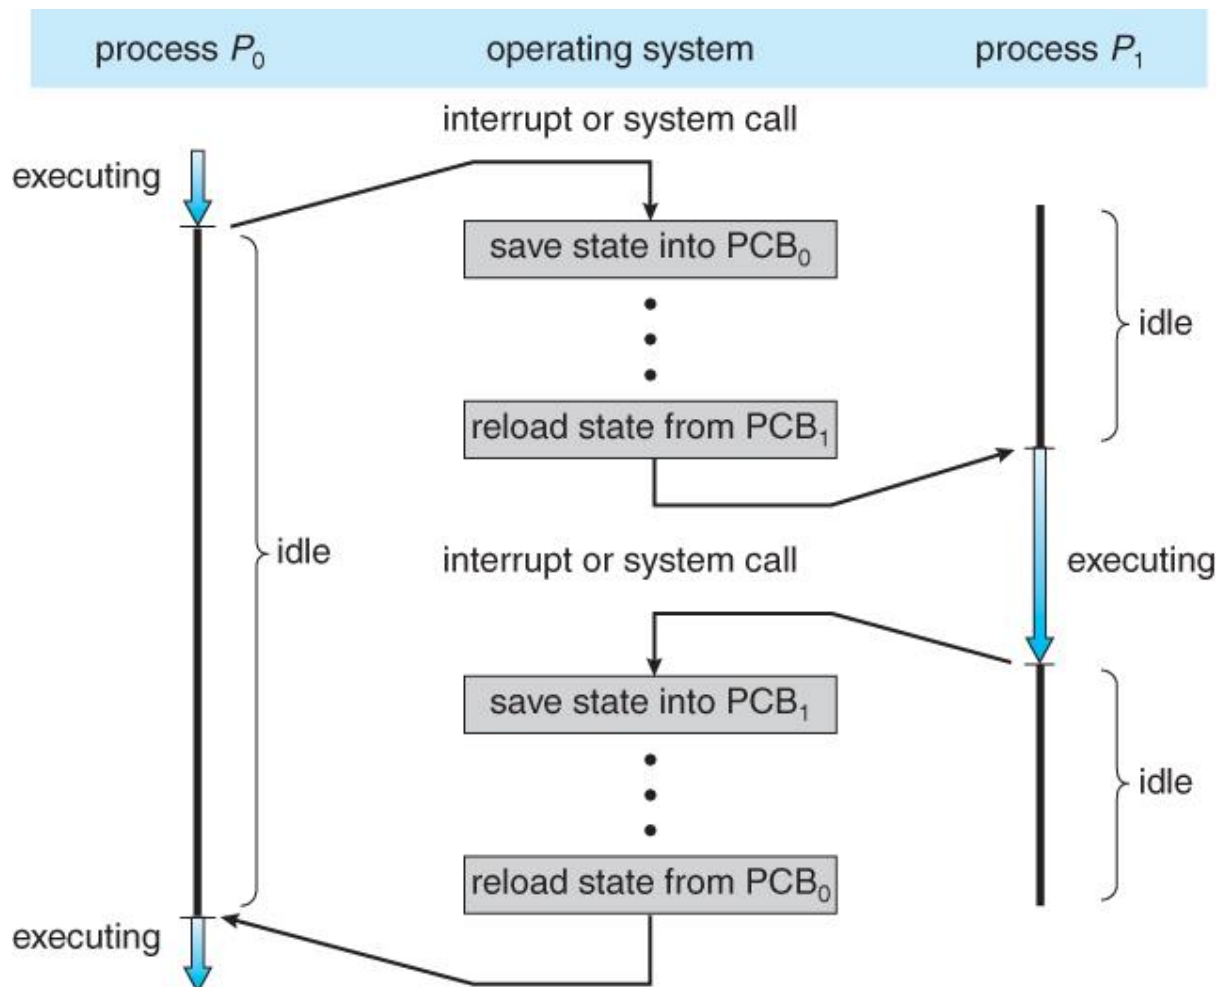 process P₀
operating system
process P₁
interrupt or system call
executing
save state into PCB₀
idle
reload state from PCB₁
idle
interrupt or system call
executing
save state into PCB₁
idle
reload state from PCB₀
executing